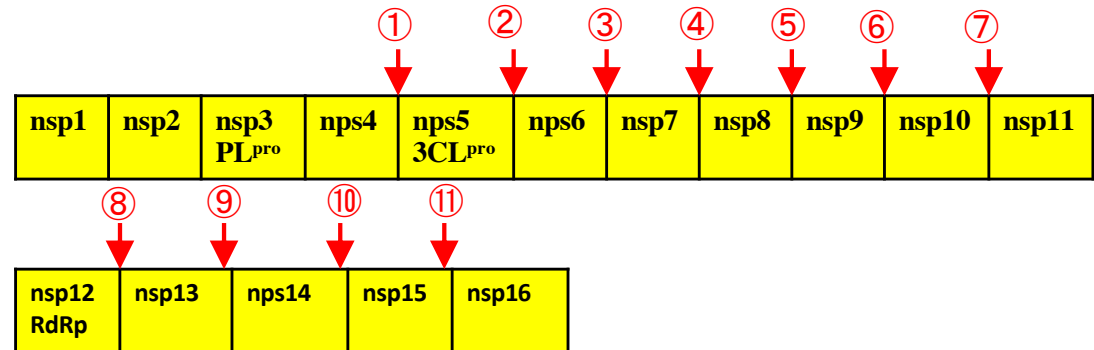 ① ② ③ ④ ⑤ ⑥ ⑦
nsp1 nsp2 nsp3 nps4 nps5 nps6 nsp7 nsp8 nsp9 nsp10 nsp11
PLpro 3CLpro
⑧ ⑨ ⑩ ⑪
nsp12 nsp13 nps14 nsp15 nsp16
RdRp